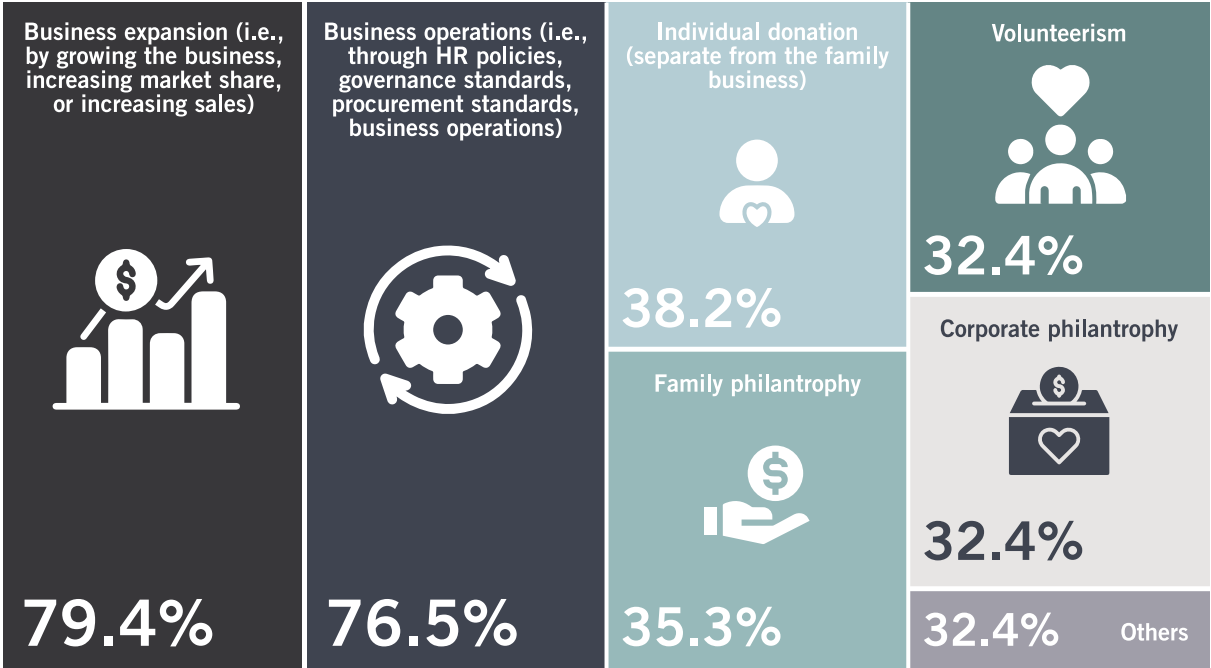 Business expansion (i.e.,
by growing the business,
increasing market share,
or increasing sales)
$
79.4%
Business operations (i.e.,
through HR policies,
governance standards,
procurement standards,
business operations)
76.5%
Individual donation
(separate from the family
business)
38.2%
Family philantrophy
$
35.3%
Volunteerism
32.4%
Corporate philantrophy
$
32.4%
32.4% Others